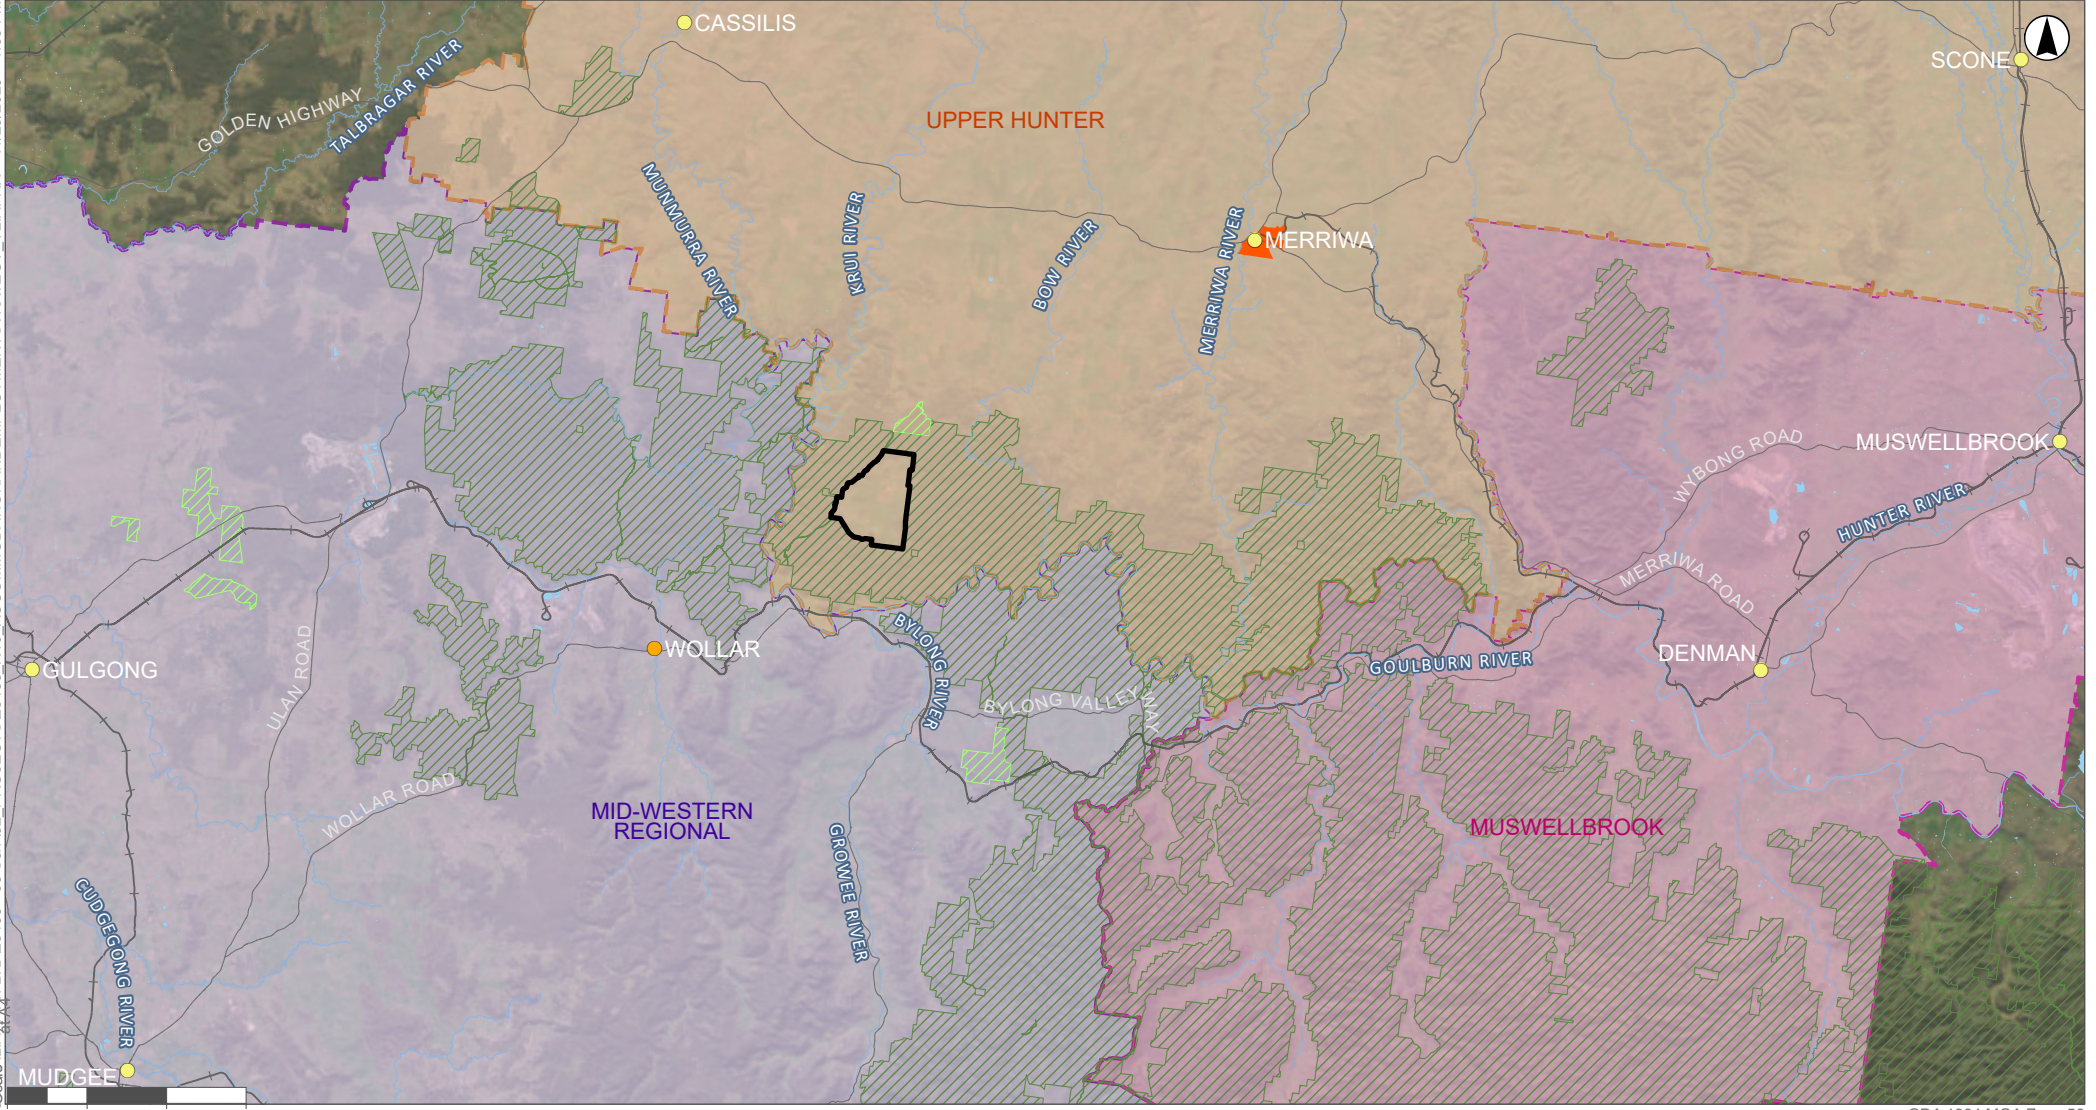 CASSILIS
SCONE
GOLDEN HIGHWAY
TALBRAGAR RIVER
UPPER HUNTER
MUNMURRA RIVER
KRUI RIVER
BOW RIVER
MERRIWA RIVER
MERRIWA
WYBONG ROAD
MUSWELLBROOK
HUNTER RIVER
MERRIWA ROAD
GULGONG
ULAN ROAD
WOLLAR
BYLONG RIVER
GOULBURN RIVER
DENMAN
BYLONG VALLEY WAY
WOLLAR ROAD
MID-WESTERN
REGIONAL
MUSWELLBROOK
GROWEE RIVER
CUDGEGONG RIVER
MUDGEE
at A4